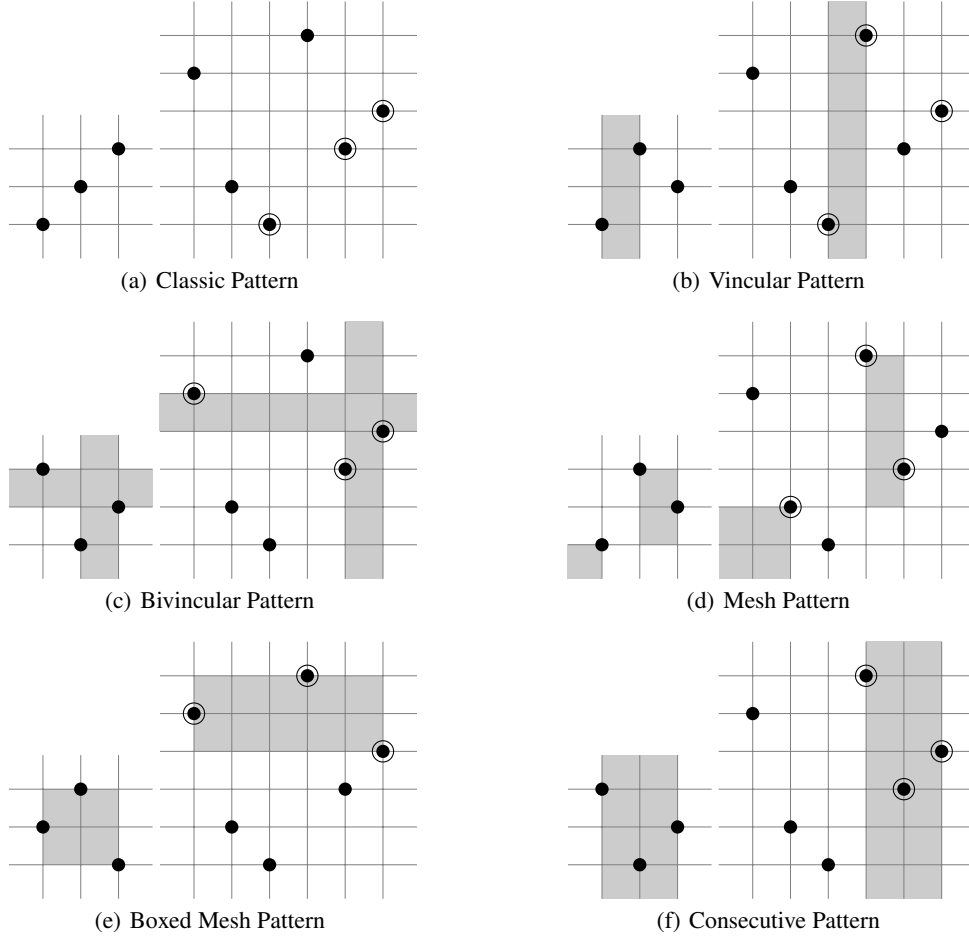 (a) Classic Pattern
(b) Vincular Pattern
(c) Bivincular Pattern
(d) Mesh Pattern
(e) Boxed Mesh Pattern
(f) Consecutive Pattern